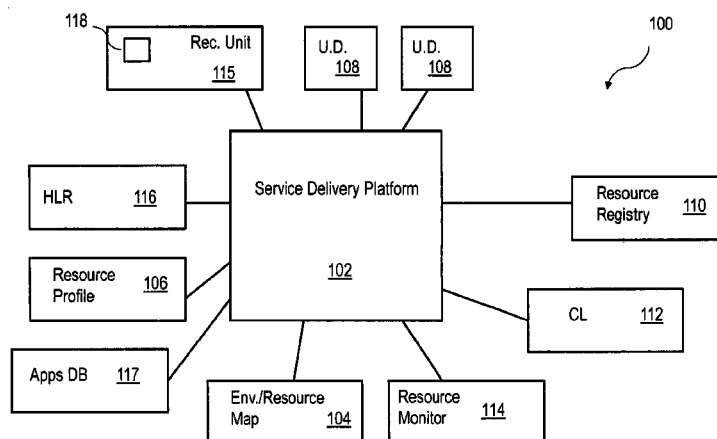 118
Rec. Unit
115
U.D.
108
U.D.
108
100
HLR
116
Service Delivery Platform
102
Resource
Registry
110
Resource
Profile
106
CL
112
Apps DB
117
Env./Resource
Map
104
Resource
Monitor
114